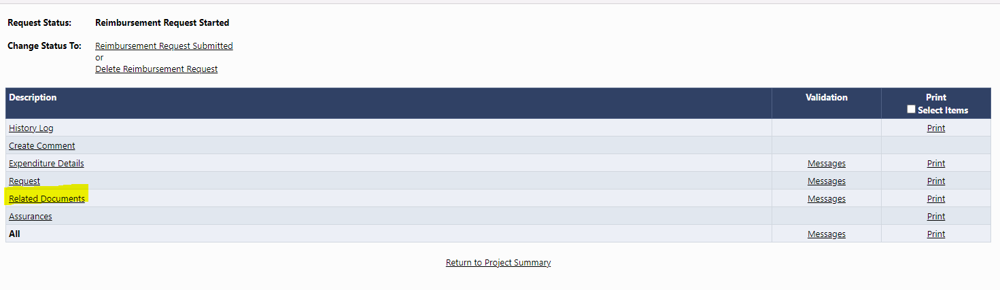 Request Status: Reimbursement Request Started
Change Status To: Reimbursement Request Submitted
or
Delete Reimbursement Request
Description Validation Print
Select Items
History Log Print
Create Comment
Expenditure Details Messages Print
Request Messages Print
Related Documents Messages Print
Assurances Print
All Messages Print
Return to Project Summary